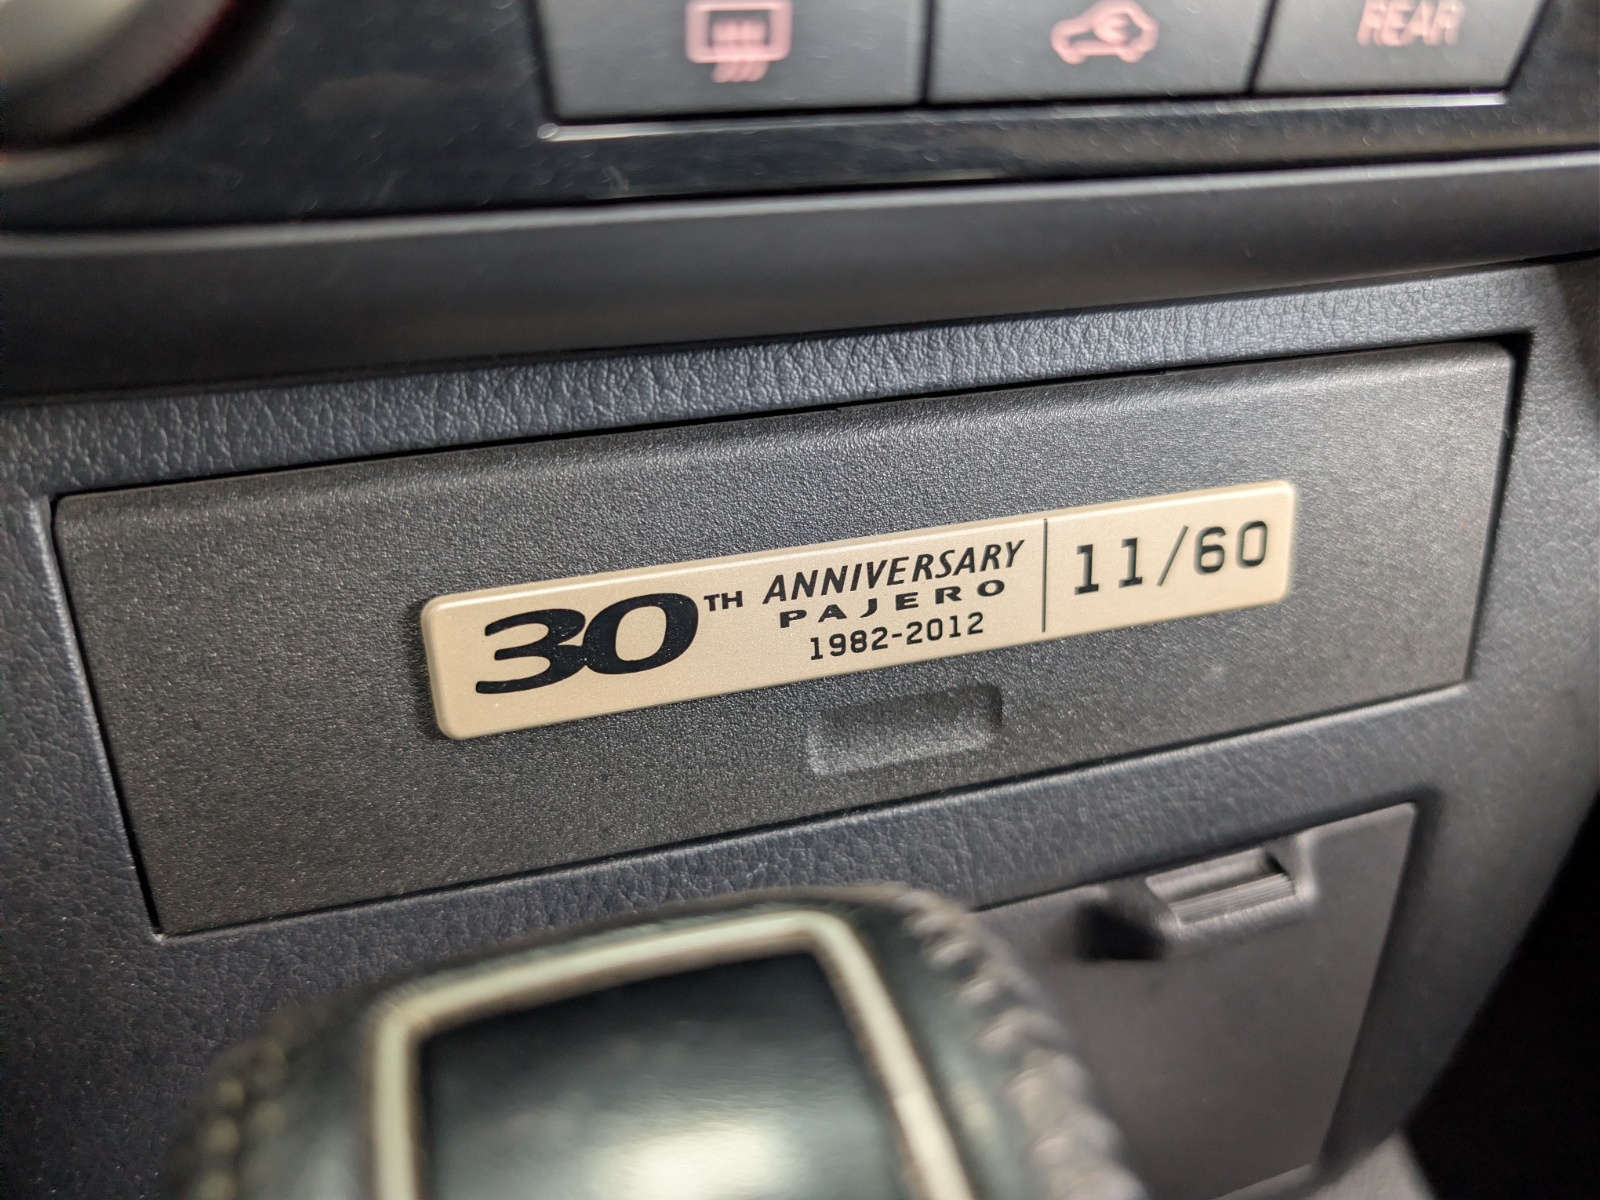 REAR
30TH ANNIVERSARY
PAJERO
1982-2012
11/60